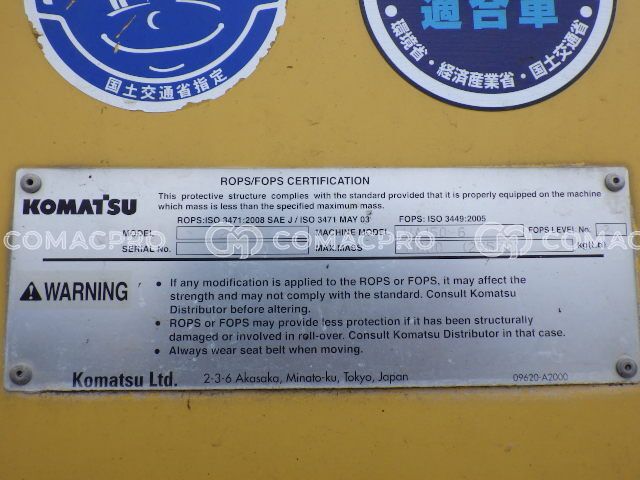 国土交通省指定
適合車
・環境省・経済産業省・国土交通省
ROPS/FOPS CERTIFICATION
This protective structure complies with the standard provided that it is properly equipped on the machine
which mass is less than the specified maximum mass.
KOMATSU
ROPS:ISO 3471:2008 SAE J / ISO 3471 MAY 03 FOPS: ISO 3449:2005
MODEL MACHINE MODEL FOPS LEVEL No.
COMACPRO COMACPRO COMACPRO
SERIAL No. MAX.MASS
WARNING
• If any modification is applied to the ROPS or FOPS, it may affect the
strength and may not comply with the standard. Consult Komatsu
Distributor before altering.
• ROPS or FOPS may provide less protection if it has been structurally
damaged or involved in roll-over. Consult Komatsu Distributor in that case.
• Always wear seat belt when moving.
Komatsu Ltd. 2-3-6 Akasaka, Minato-ku, Tokyo, Japan 09620-A2000